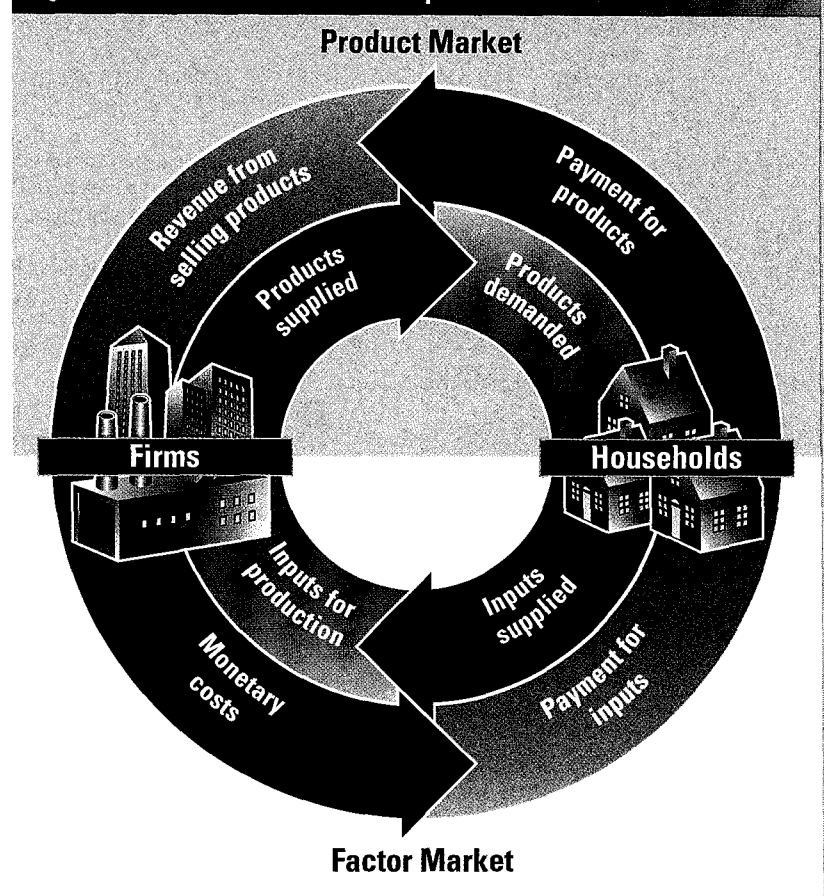 Product Market
Revenue from
selling products
Payment for
products
Products
supplied
Products
demanded
Firms
Households
Inputs for
production
Inputs
supplied
Monetary
costs
Payment for
inputs
Factor Market